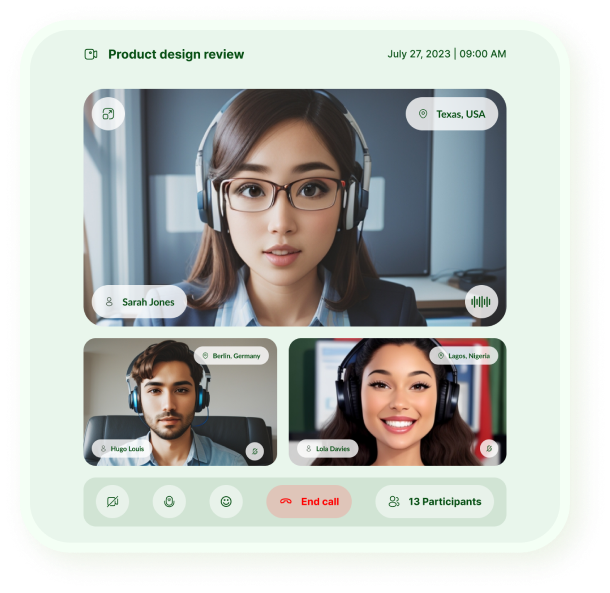 Product design review
July 27, 2023 | 09:00 AM
Texas, USA
Sarah Jones
Berlin, Germany
Lagos, Nigeria
Hugo Louis
Lola Davies
End call
13 Participants